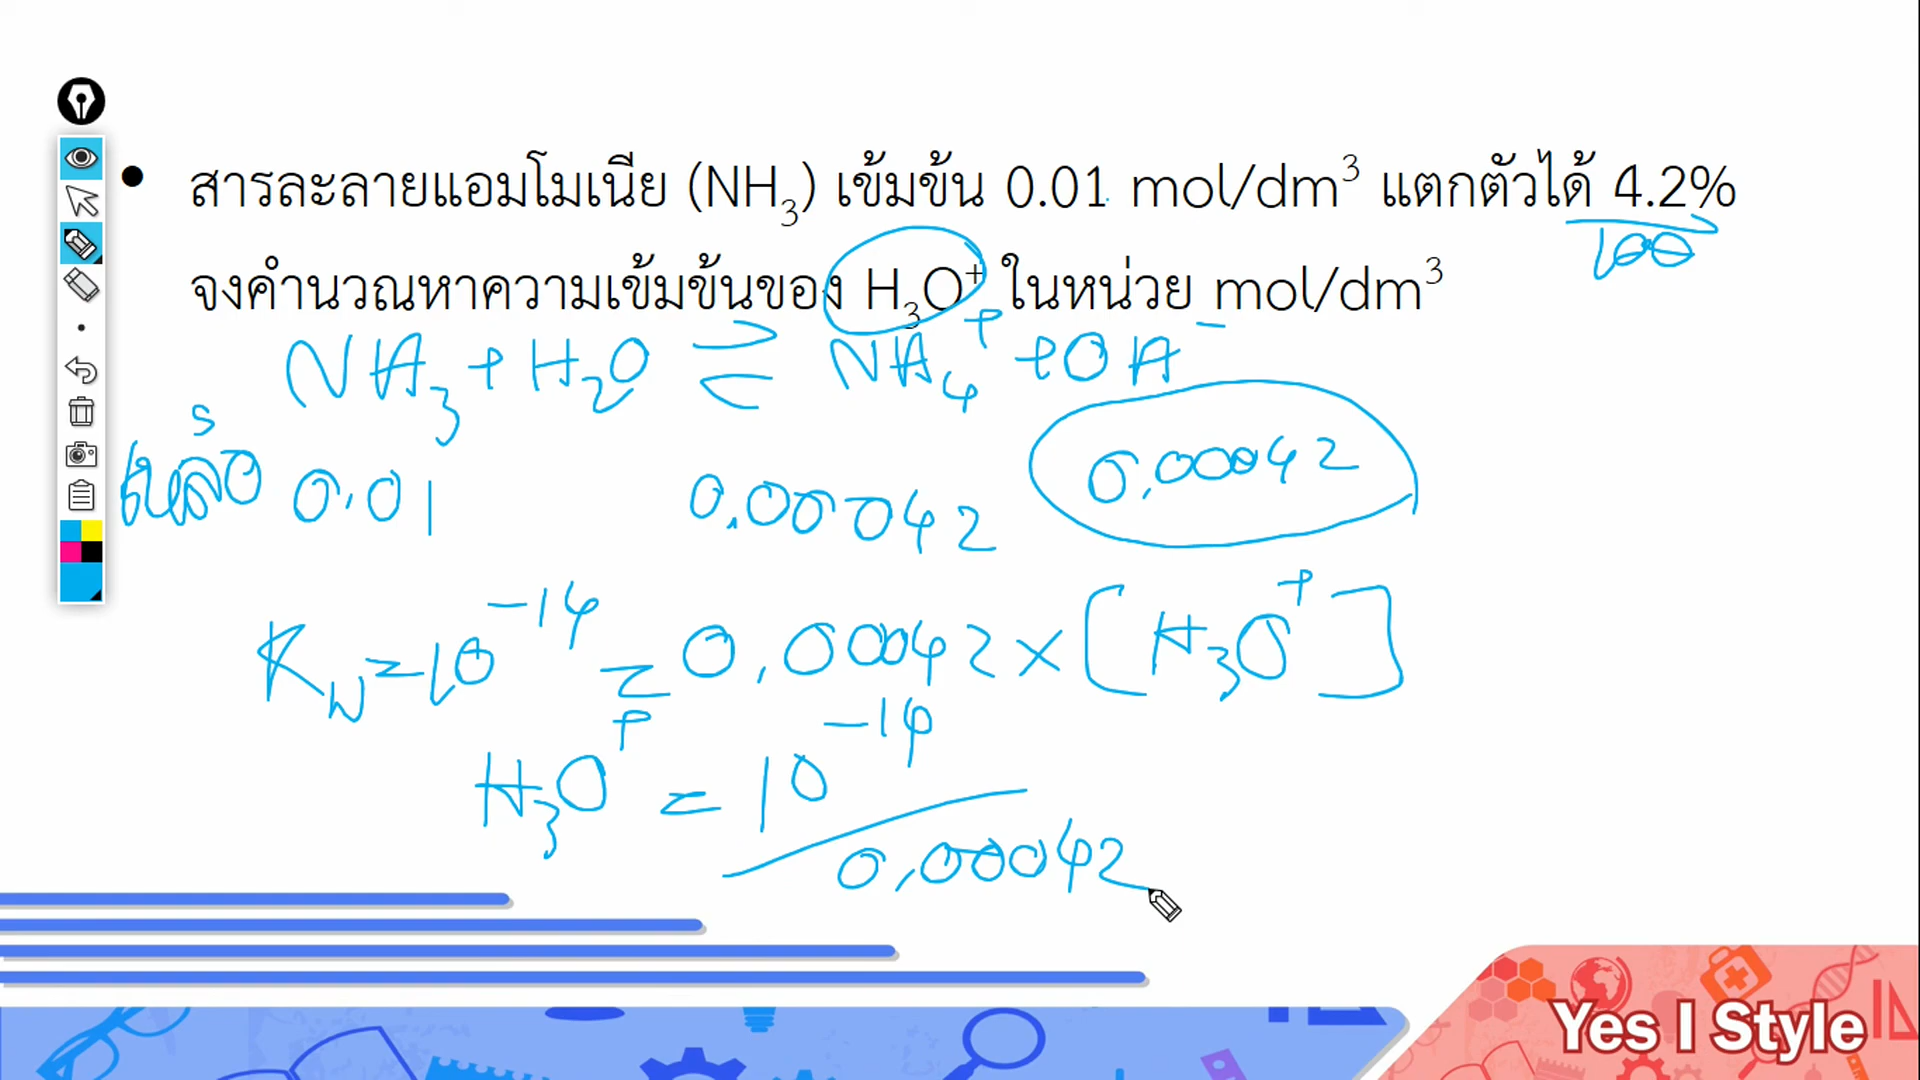 • สารละลายแอมโมเนีย (NH₃) เข้มข้น 0.01 mol/dm³ แตกตัวได้ 4.2%
100
จงคำนวณหาความเข้มข้นของ H₃O⁺ ในหน่วย mol/dm³
NH₃ + H₂O ⇌ NH₄⁺ + OH⁻
0.01 0.00042 0.00042
Kw = 10⁻¹⁴ = 0.00042 × [H₃O⁺]
H₃O⁺ = 10⁻¹⁴
0.00042
Yes I Style